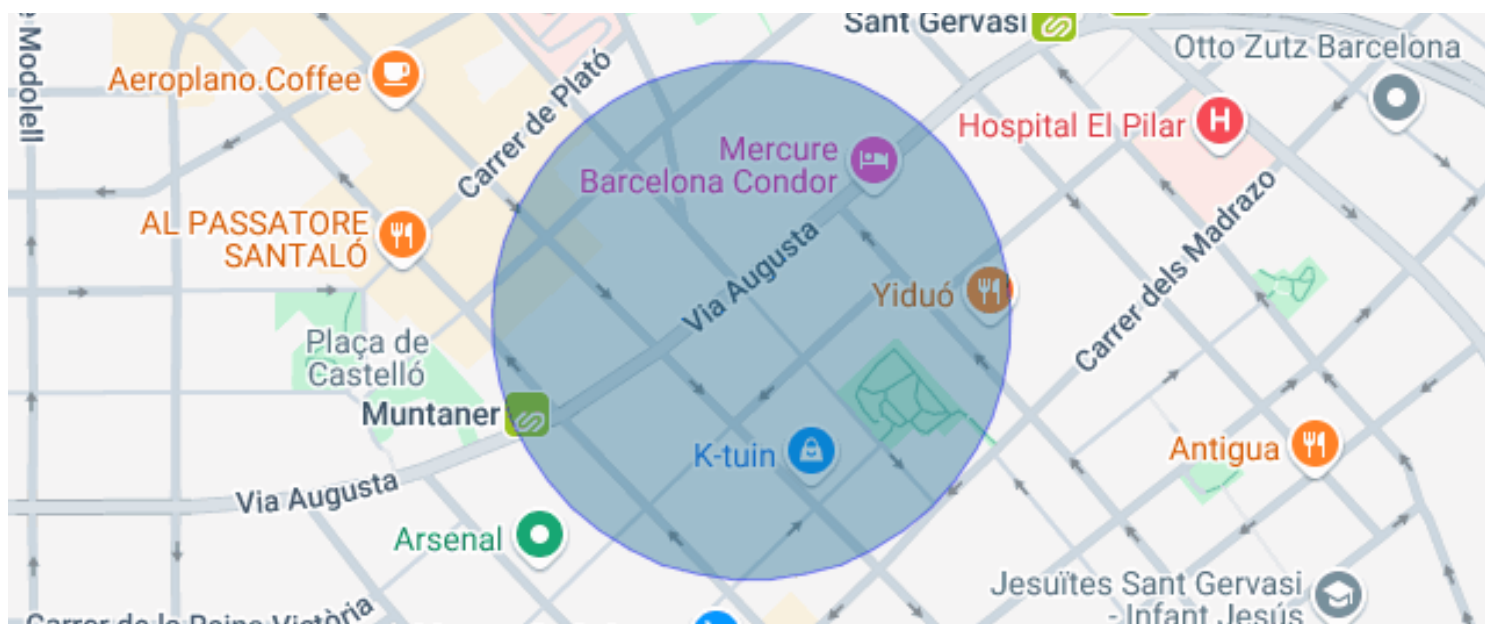 Sant Gervasi
Otto Zutz Barcelona
e Modolell
Aeroplano.Coffee
Carrer de Plató
Hospital El Pilar
H
Mercure
Barcelona Condor
AL PASSATORE
SANTALÓ
Carrer dels Madrazo
Via Augusta
Yiduó
Plaça de
Castelló
Muntaner
K-tuin
Antigua
Via Augusta
Arsenal
Jesuïtes Sant Gervasi
- Infant Jesús
Carrer de la Reina Victòria